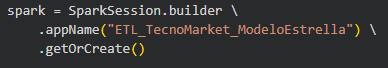 spark = SparkSession.builder \
    .appName("ETL_TecnoMarket_ModeloEstrella") \
    .getOrCreate()